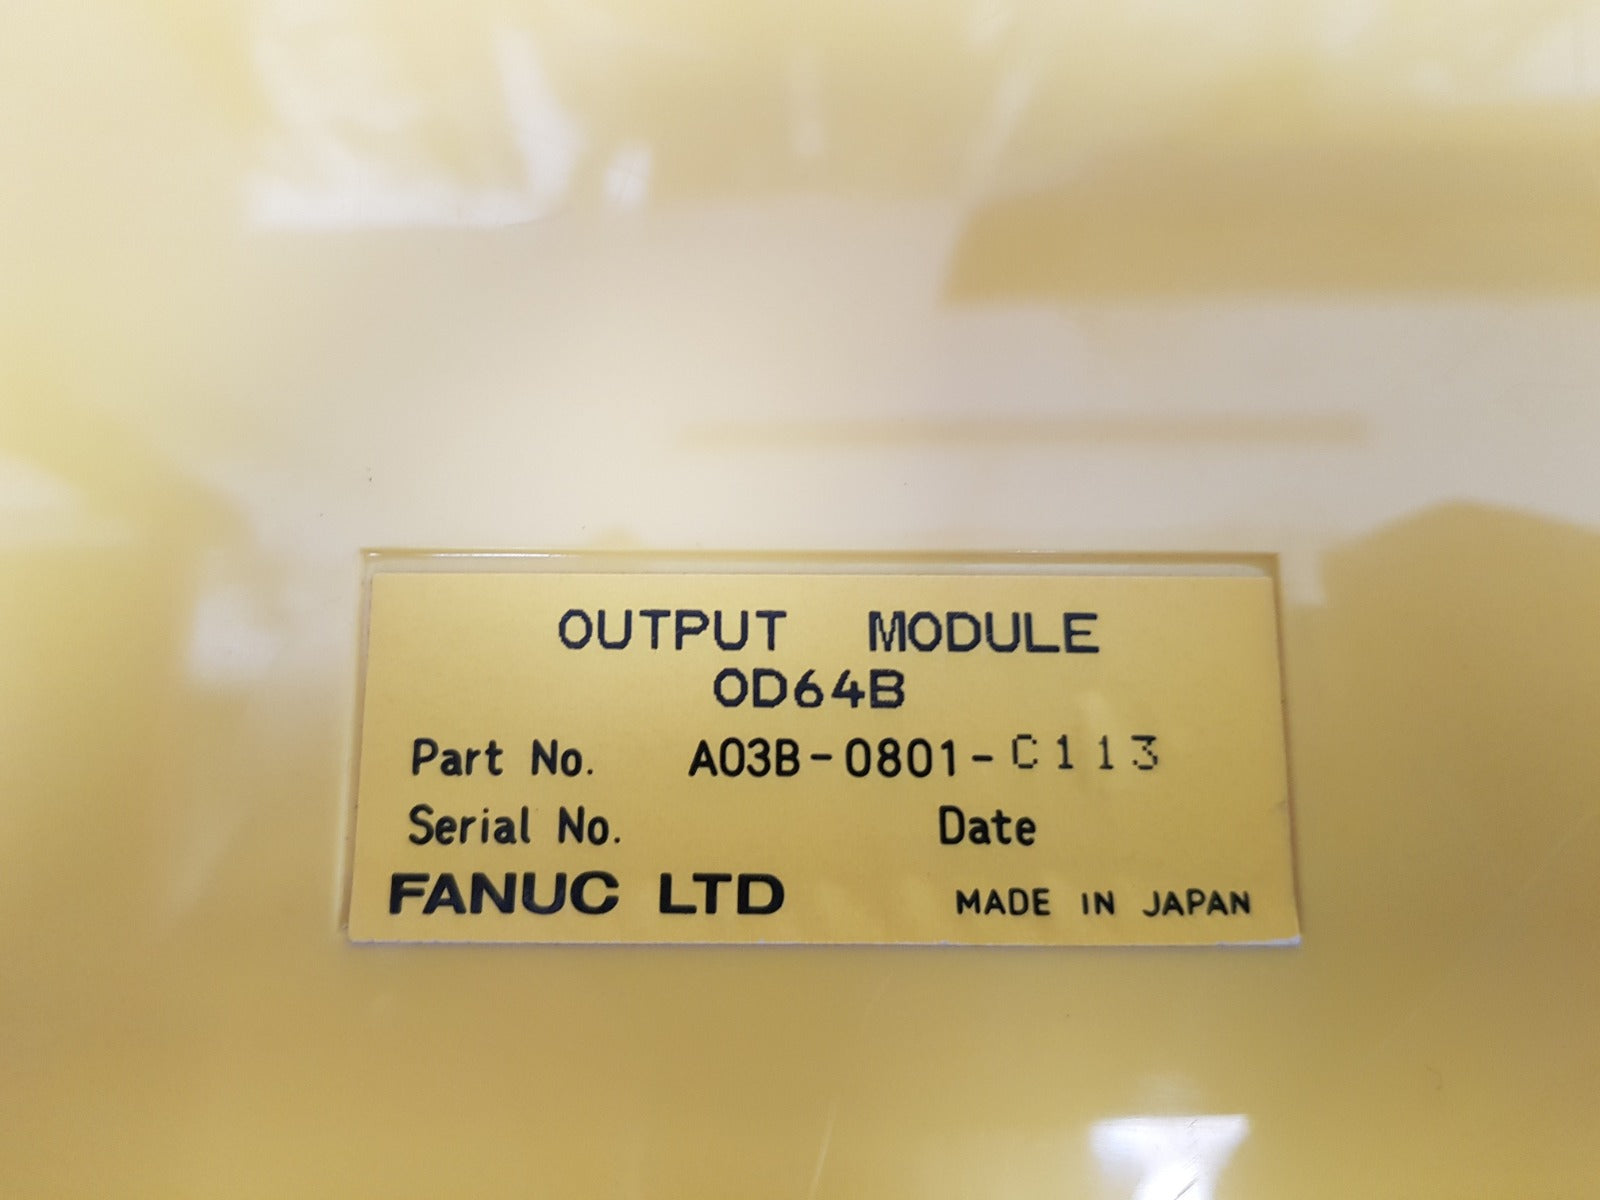 OUTPUT MODULE
OD64B
Part No. A03B-0801-C113
Serial No. Date
FANUC LTD MADE IN JAPAN